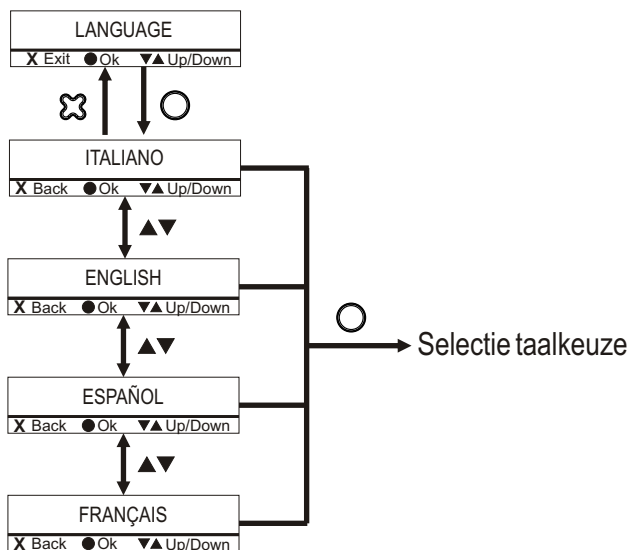 LANGUAGE
X Exit ●Ok ▼▲ Up/Down
ITALIANO
X Back ●Ok ▼▲ Up/Down
▲▼
ENGLISH
X Back ●Ok ▼▲ Up/Down
Selectie taalkeuze
▲▼
ESPAÑOL
X Back ●Ok ▼▲ Up/Down
▲▼
FRANÇAIS
X Back ●Ok ▼▲ Up/Down